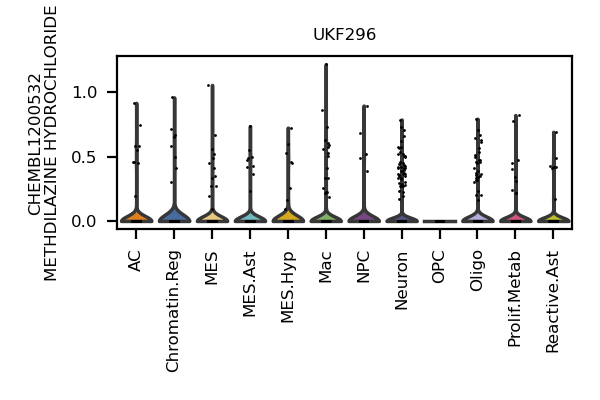 UKF296
CHEMBL1200532
METHDILAZINE HYDROCHLORIDE
1.0
0.5
0.0
AC
Chromatin.Reg
MES
MES.Ast
MES.Hyp
Mac
NPC
Neuron
OPC
Oligo
Prolif.Metab
Reactive.Ast